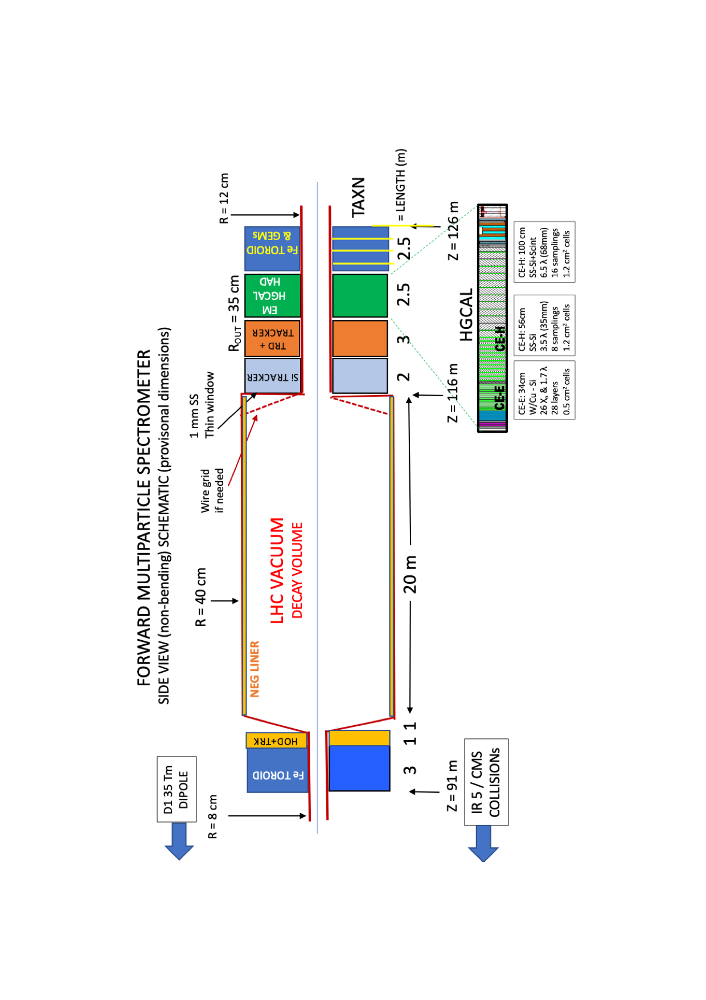 FORWARD MULTIPARTICLE SPECTROMETER
SIDE VIEW (non-bending) SCHEMATIC (provisonal dimensions)
D1 35 Tm
DIPOLE
R = 8 cm
R = 40 cm
Wire grid
if needed
1 mm SS
Thin window
R_OUT = 35 cm
R = 12 cm
Fe TOROID
HOD+TRK
NEG LINER
LHC VACUUM
DECAY VOLUME
Si TRACKER
TRD +
TRACKER
EM
HGCAL
HAD
Fe TOROID
& GEMs
TAXN
3
1
1
20 m
2
3
2.5
2.5
= LENGTH (m)
Z = 91 m
Z = 116 m
Z = 126 m
IR 5 / CMS
COLLISIONs
HGCAL
CE-E
CE-H
CE-E: 34cm
W/Cu - Si
26 X₀ & 1.7 λ
28 layers
0.5 cm² cells
CE-H: 56cm
SS-Si
3.5 λ (35mm)
8 samplings
1.2 cm² cells
CE-H: 100 cm
SS-Si+Scint
6.5 λ (68mm)
16 samplings
1.2 cm² cells